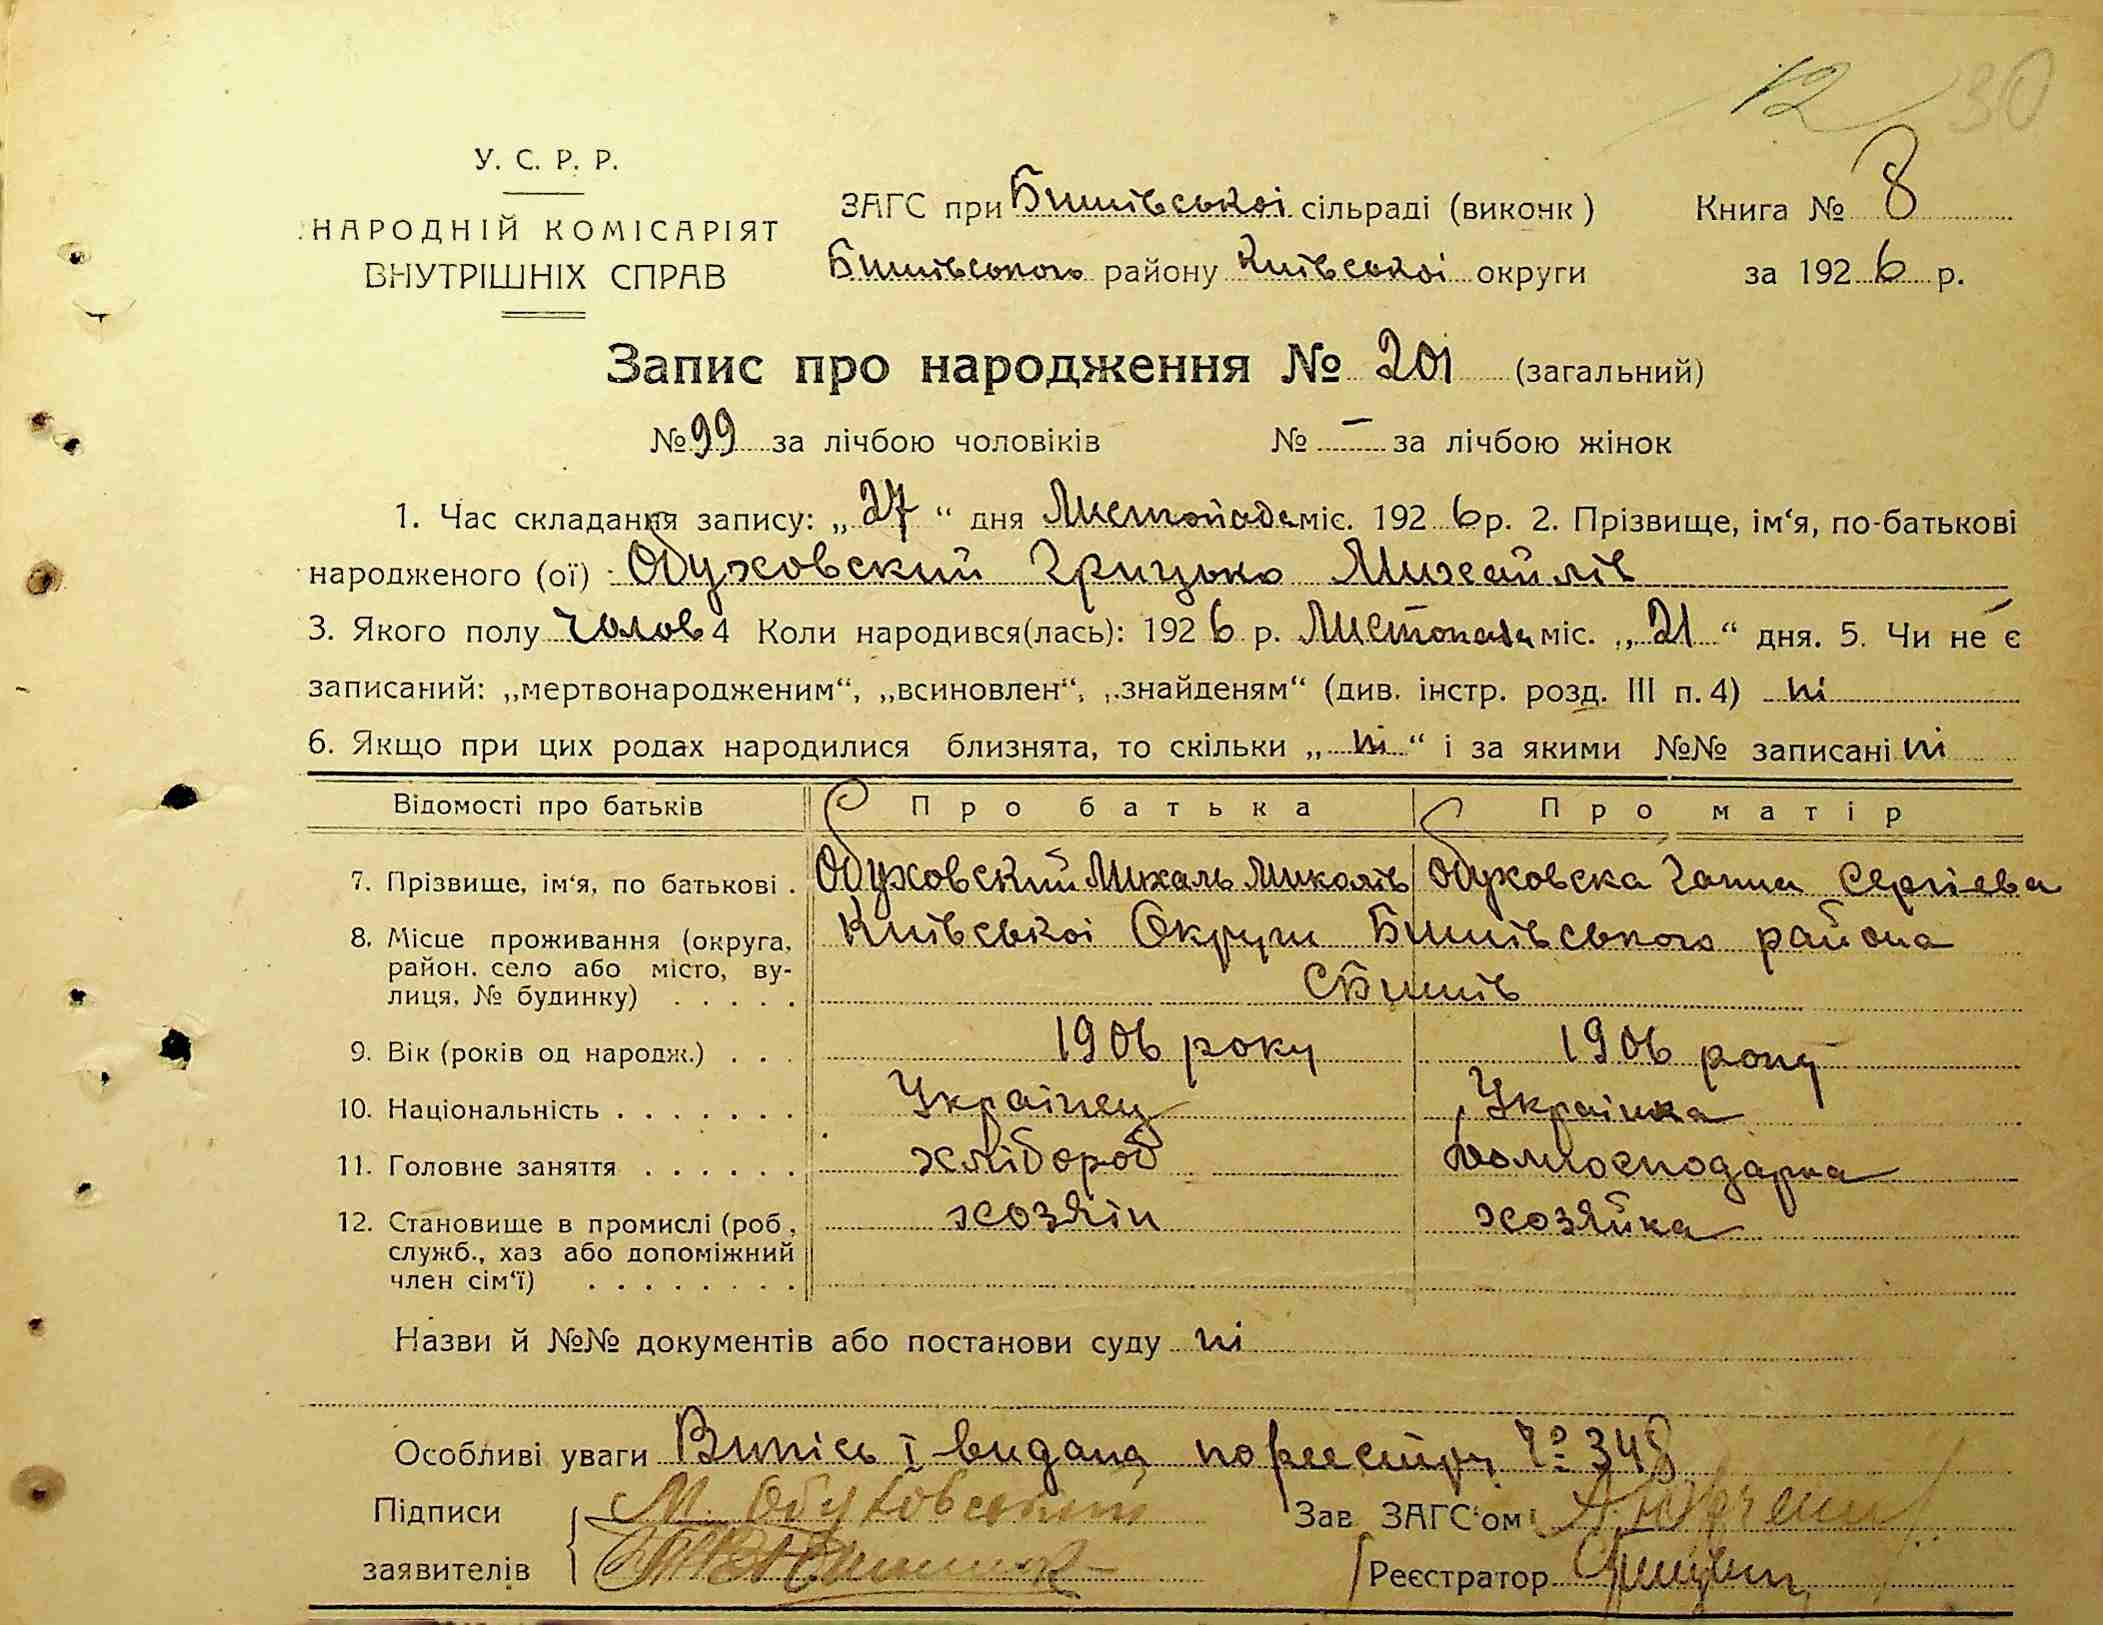 12 30
У. С. Р. Р.
НАРОДНІЙ КОМІСАРІЯТ
ВНУТРІШНІХ СПРАВ
ЗАГС при Бишівської сільраді (виконк) Книга № 8
Бишівського району Київської округи за 1926 р.
Запис про народження № 201 (загальний)
№ 99 за лічбою чоловіків № — за лічбою жінок
1. Час складання запису: „27“ дня Листопада міс. 1926 р. 2. Прізвище, ім‘я, по-батькові
народженого (ої) Обуховский Грицько Михайлів
3. Якого полу Чолов 4 Коли народився(лась): 1926 р. Листопада міс. „21“ дня. 5. Чи не є
записаний: „мертвонародженим“, „всиновлен“, „знайденям“ (див. інстр. розд. III п. 4) ні
6. Якщо при цих родах народилися близнята, то скільки „ні“ і за якими №№ записані ні
Відомості про батьків Про батька Про матір
7. Прізвище, ім‘я, по батькові. Обуховский Михаль Миколів Обуховска Ганна Сергієва
8. Місце проживання (округа, Київської Округи Бишівського района
район, село або місто, ву-
лиця, № будинку) . . . . . С Бишів
9. Вік (років од народж.) . . . 1906 року 1906 року
10. Національність . . . . . . . Українец Українка
11. Головне заняття . . . . . . хлібороб домгосподарка
12. Становище в промислі (роб, хозяїн хозяйка
служб., хаз або допоміжний
член сім‘ї) . . . . . . . .
Назви й №№ документів або постанови суду ні
Особливі уваги Випісь І видана по реєстру № 348
Підписи М. Обуховський Зав. ЗАГС‘ом
заявителів Реєстратор